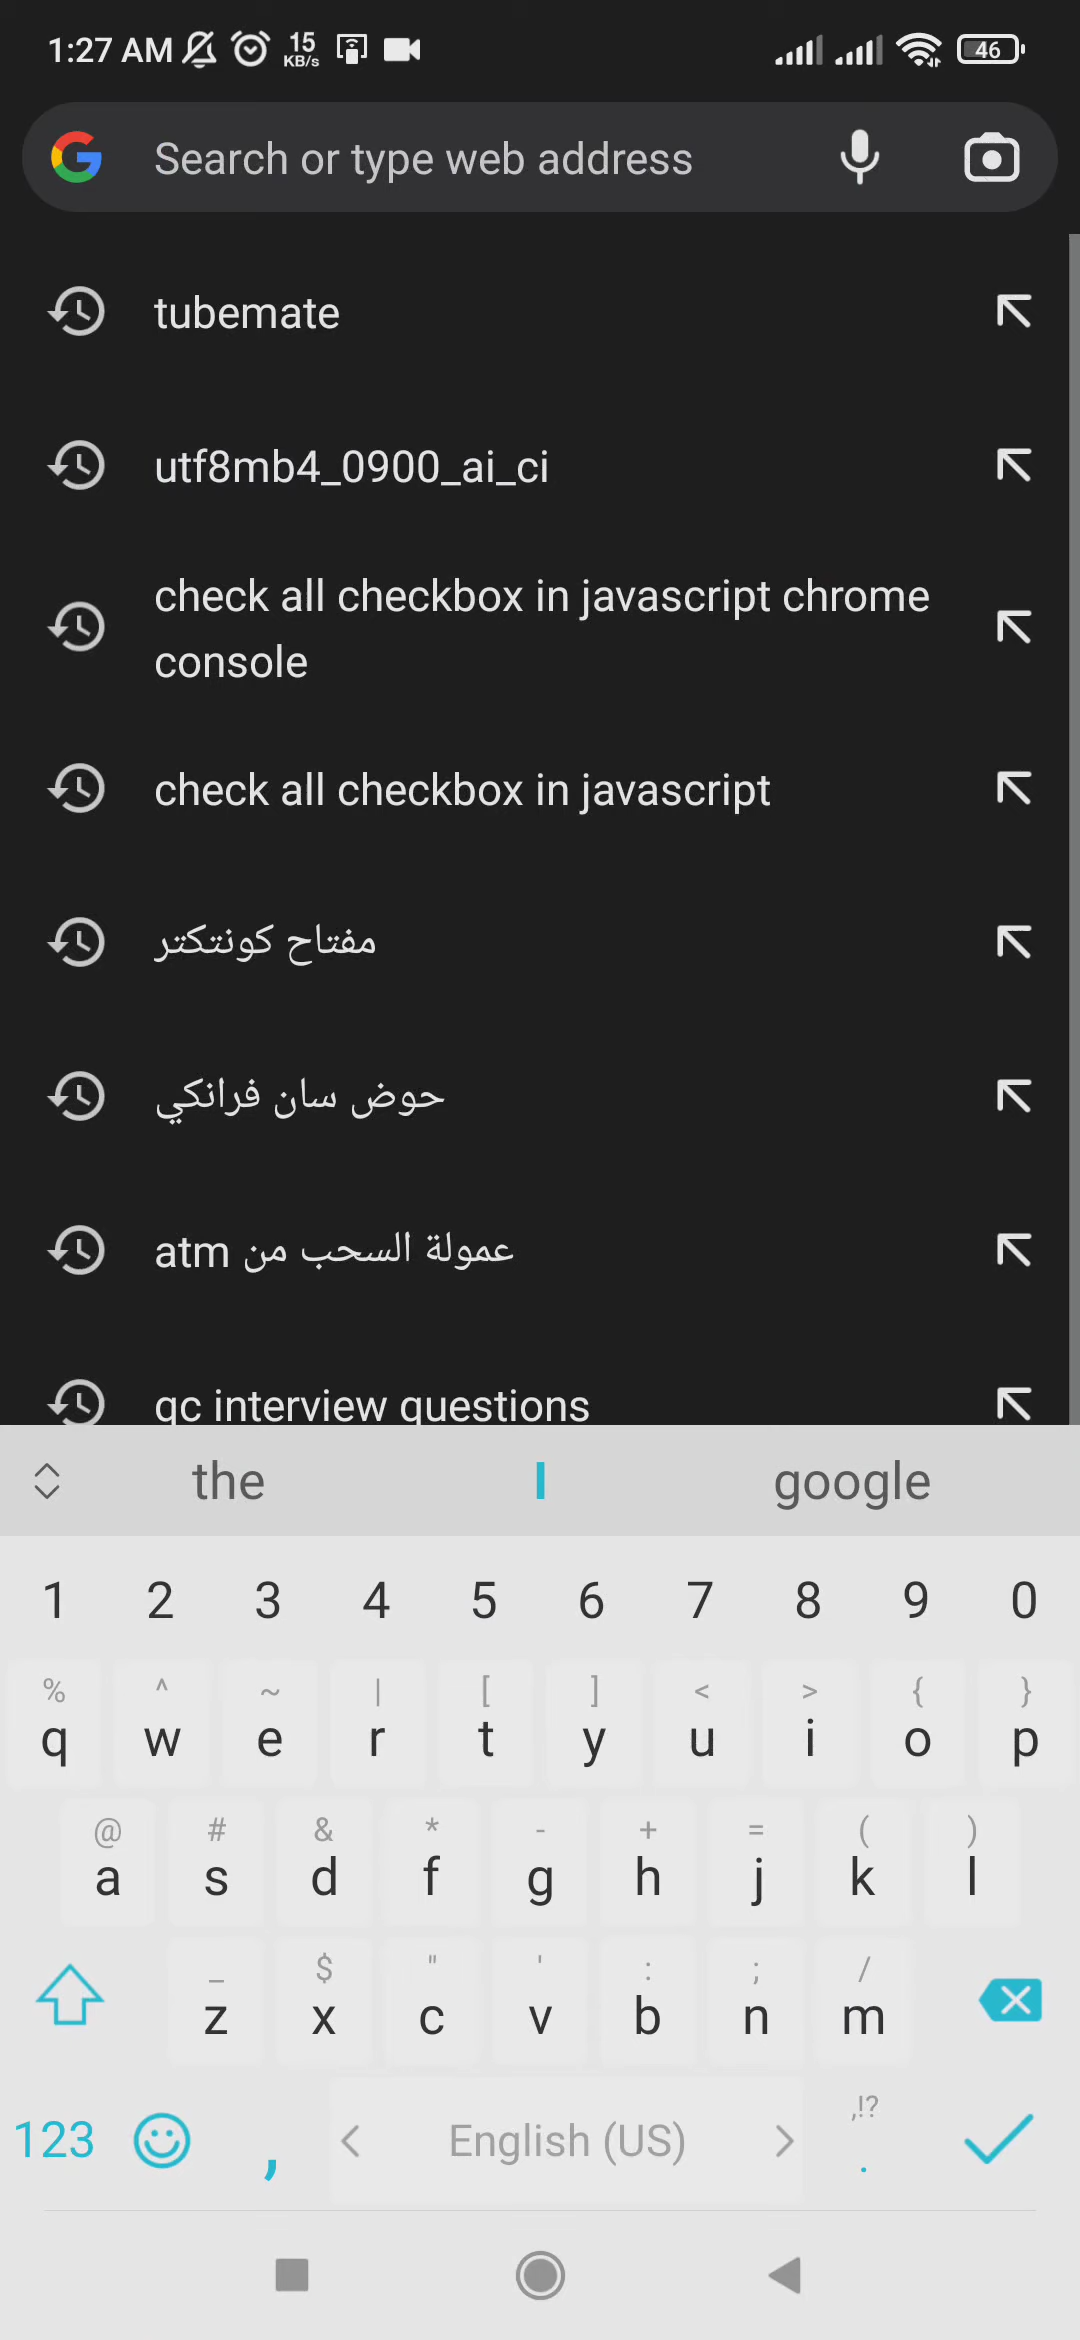 1:27 AM 15 KB/s 46
Search or type web address
tubemate
utf8mb4_0900_ai_ci
check all checkbox in javascript chrome
console
check all checkbox in javascript
مفتاح كونتكتر
حوض سان فرانكي
atm عمولة السحب من
qc interview questions
the I google
1 2 3 4 5 6 7 8 9 0
% ^ ~ | [ ] < > { }
q w e r t y u i o p
@ # & * - + = ( )
a s d f g h j k l
_ $ " ' : ; /
z x c v b n m
,!?
123 , English (US) .